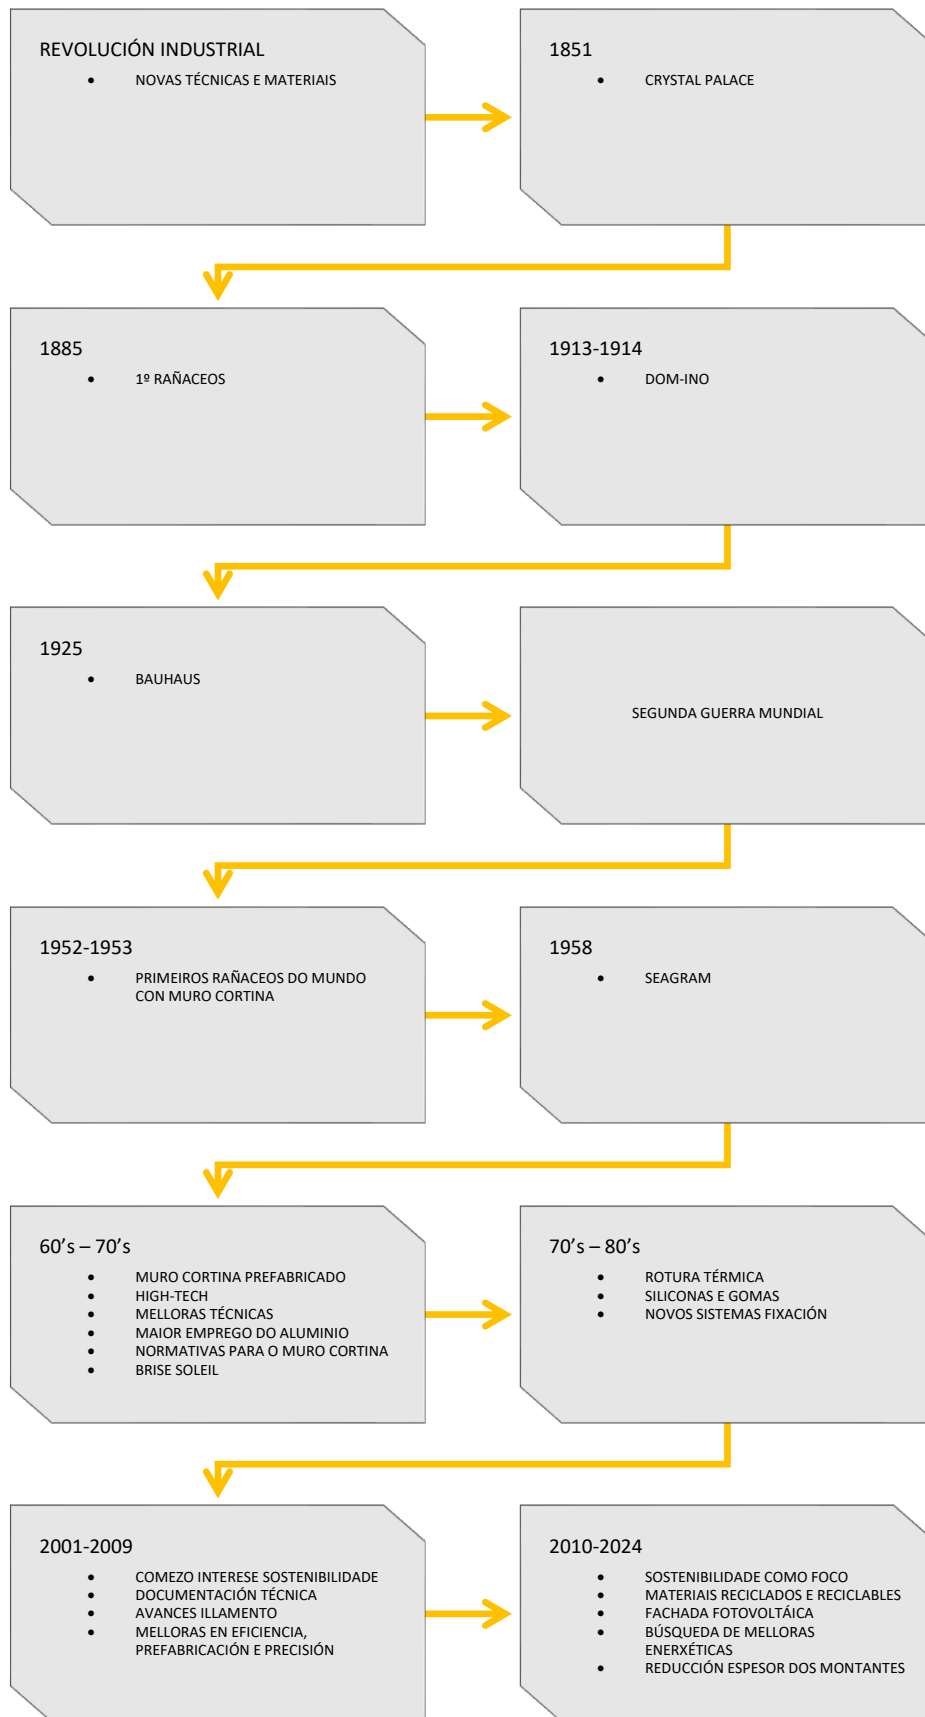 REVOLUCIÓN INDUSTRIAL
• NOVAS TÉCNICAS E MATERIAIS
1851
• CRYSTAL PALACE
1885
• 1º RAÑACEOS
1913-1914
• DOM-INO
1925
• BAUHAUS
SEGUNDA GUERRA MUNDIAL
1952-1953
• PRIMEIROS RAÑACEOS DO MUNDO
CON MURO CORTINA
1958
• SEAGRAM
60’s – 70’s
• MURO CORTINA PREFABRICADO
• HIGH-TECH
• MELLORAS TÉCNICAS
• MAIOR EMPREGO DO ALUMINIO
• NORMATIVAS PARA O MURO CORTINA
• BRISE SOLEIL
70’s – 80’s
• ROTURA TÉRMICA
• SILICONAS E GOMAS
• NOVOS SISTEMAS FIXACIÓN
2001-2009
• COMEZO INTERESE SOSTENIBILIDADE
• DOCUMENTACIÓN TÉCNICA
• AVANCES ILLAMENTO
• MELLORAS EN EFICIENCIA,
PREFABRICACIÓN E PRECISIÓN
2010-2024
• SOSTENIBILIDADE COMO FOCO
• MATERIAIS RECICLADOS E RECICLABLES
• FACHADA FOTOVOLTÁICA
• BÚSQUEDA DE MELLORAS
ENERXÉTICAS
• REDUCCIÓN ESPESOR DOS MONTANTES